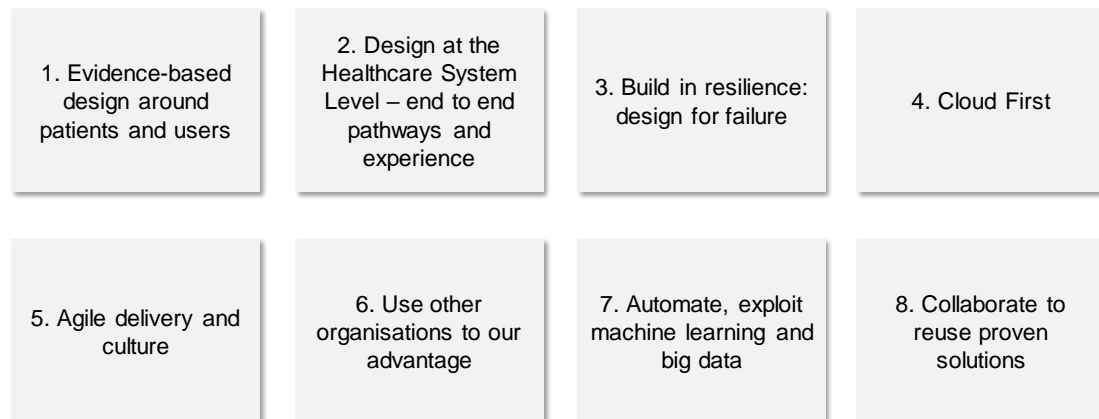 1. Evidence-based
design around
patients and users
2. Design at the
Healthcare System
Level – end to end
pathways and
experience
3. Build in resilience:
design for failure
4. Cloud First
5. Agile delivery and
culture
6. Use other
organisations to our
advantage
7. Automate, exploit
machine learning and
big data
8. Collaborate to
reuse proven
solutions